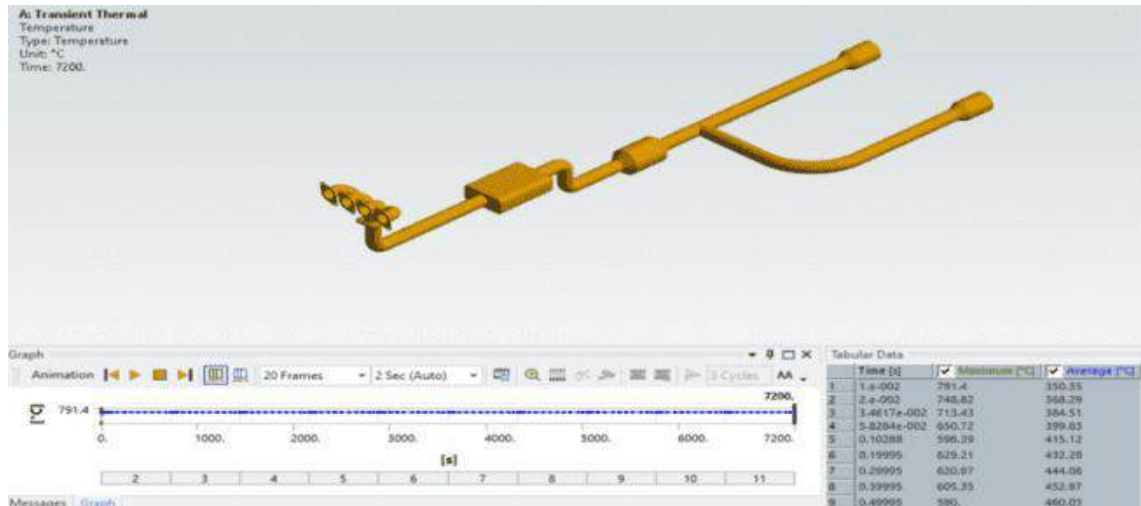 A: Transient Thermal
Temperature
Type: Temperature
Unit: °C
Time: 7200.
Graph
Animation 20 Frames 2 Sec (Auto) 3 Cycles AA
7200.
[°C] 791.4
0. 1000. 2000. 3000. 4000. 5000. 6000. 7200.
[s]
2 3 4 5 6 7 8 9 10 11
Messages Graph
Tabular Data
Time [s] Maximum [°C] Average [°C]
1 1.e-002 791.4 350.35
2 2.e-002 748.82 368.29
3 3.4617e-002 713.43 384.51
4 5.8284e-002 650.72 399.83
5 0.10288 598.39 415.12
6 0.19995 629.21 432.28
7 0.29995 620.97 444.08
8 0.39995 605.35 452.97
9 0.49995 590. 460.03